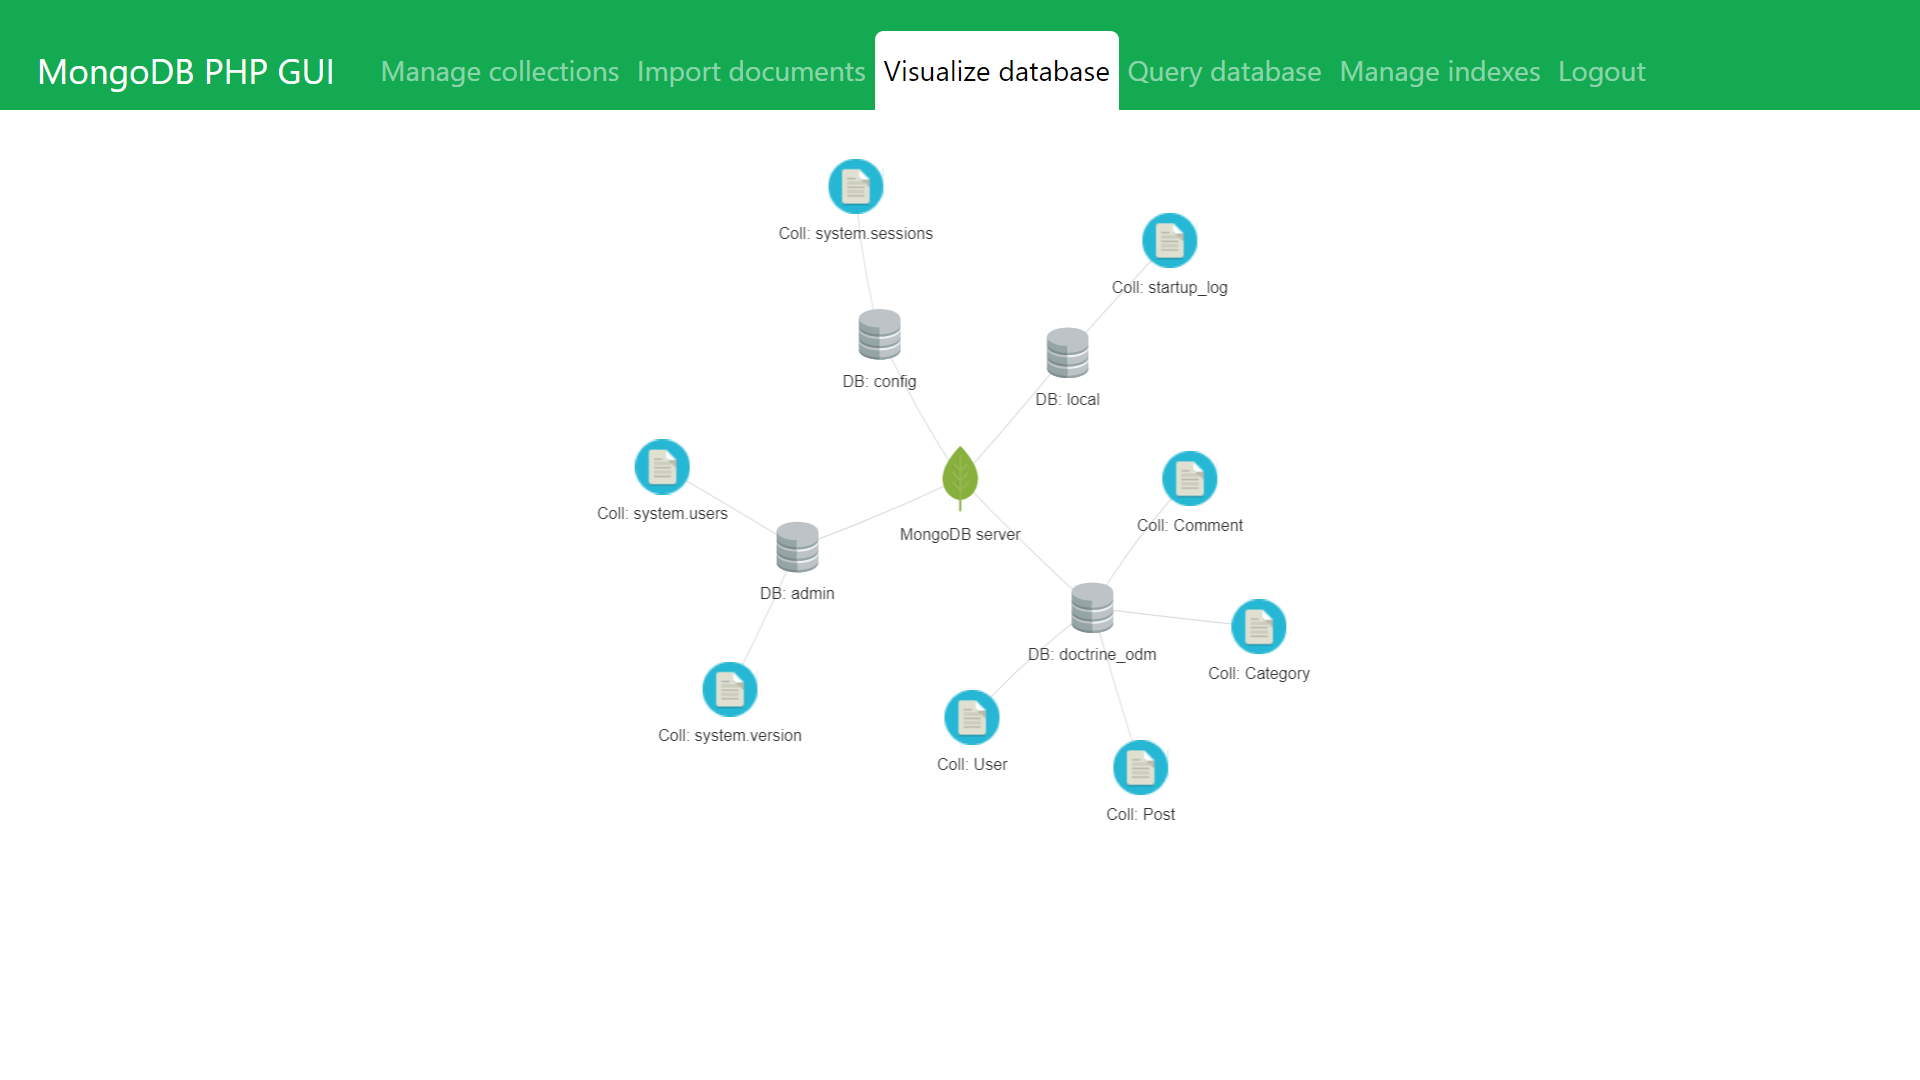 MongoDB PHP GUI Manage collections Import documents Visualize database Query database Manage indexes Logout
Coll: system.sessions
Coll: startup_log
DB: config
DB: local
Coll: system.users
Coll: Comment
MongoDB server
DB: admin
DB: doctrine_odm
Coll: Category
Coll: system.version
Coll: User
Coll: Post